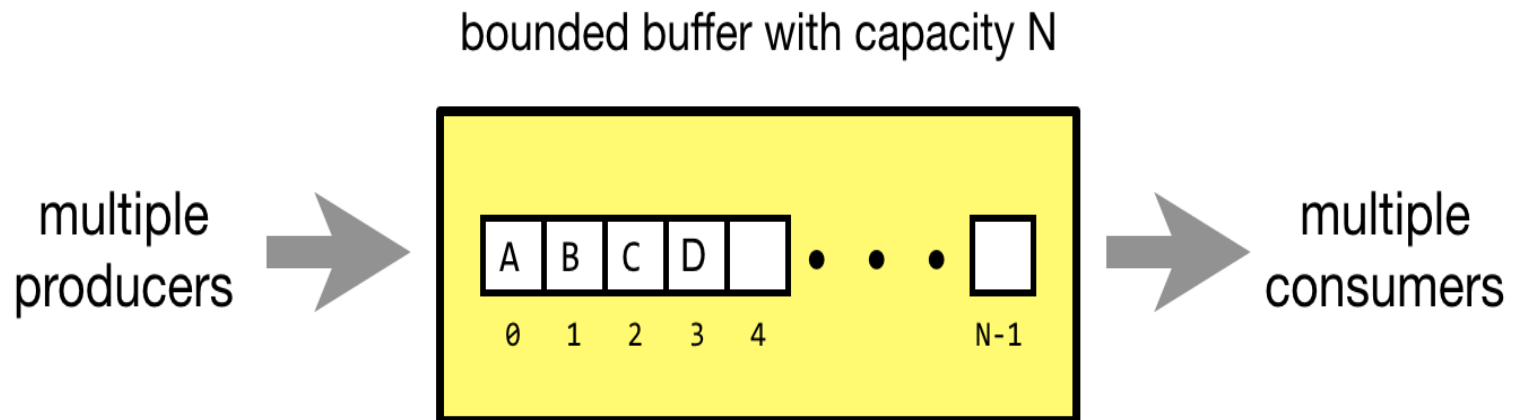 bounded buffer with capacity N
multiple
producers
A B C D
0 1 2 3 4 N-1
multiple
consumers